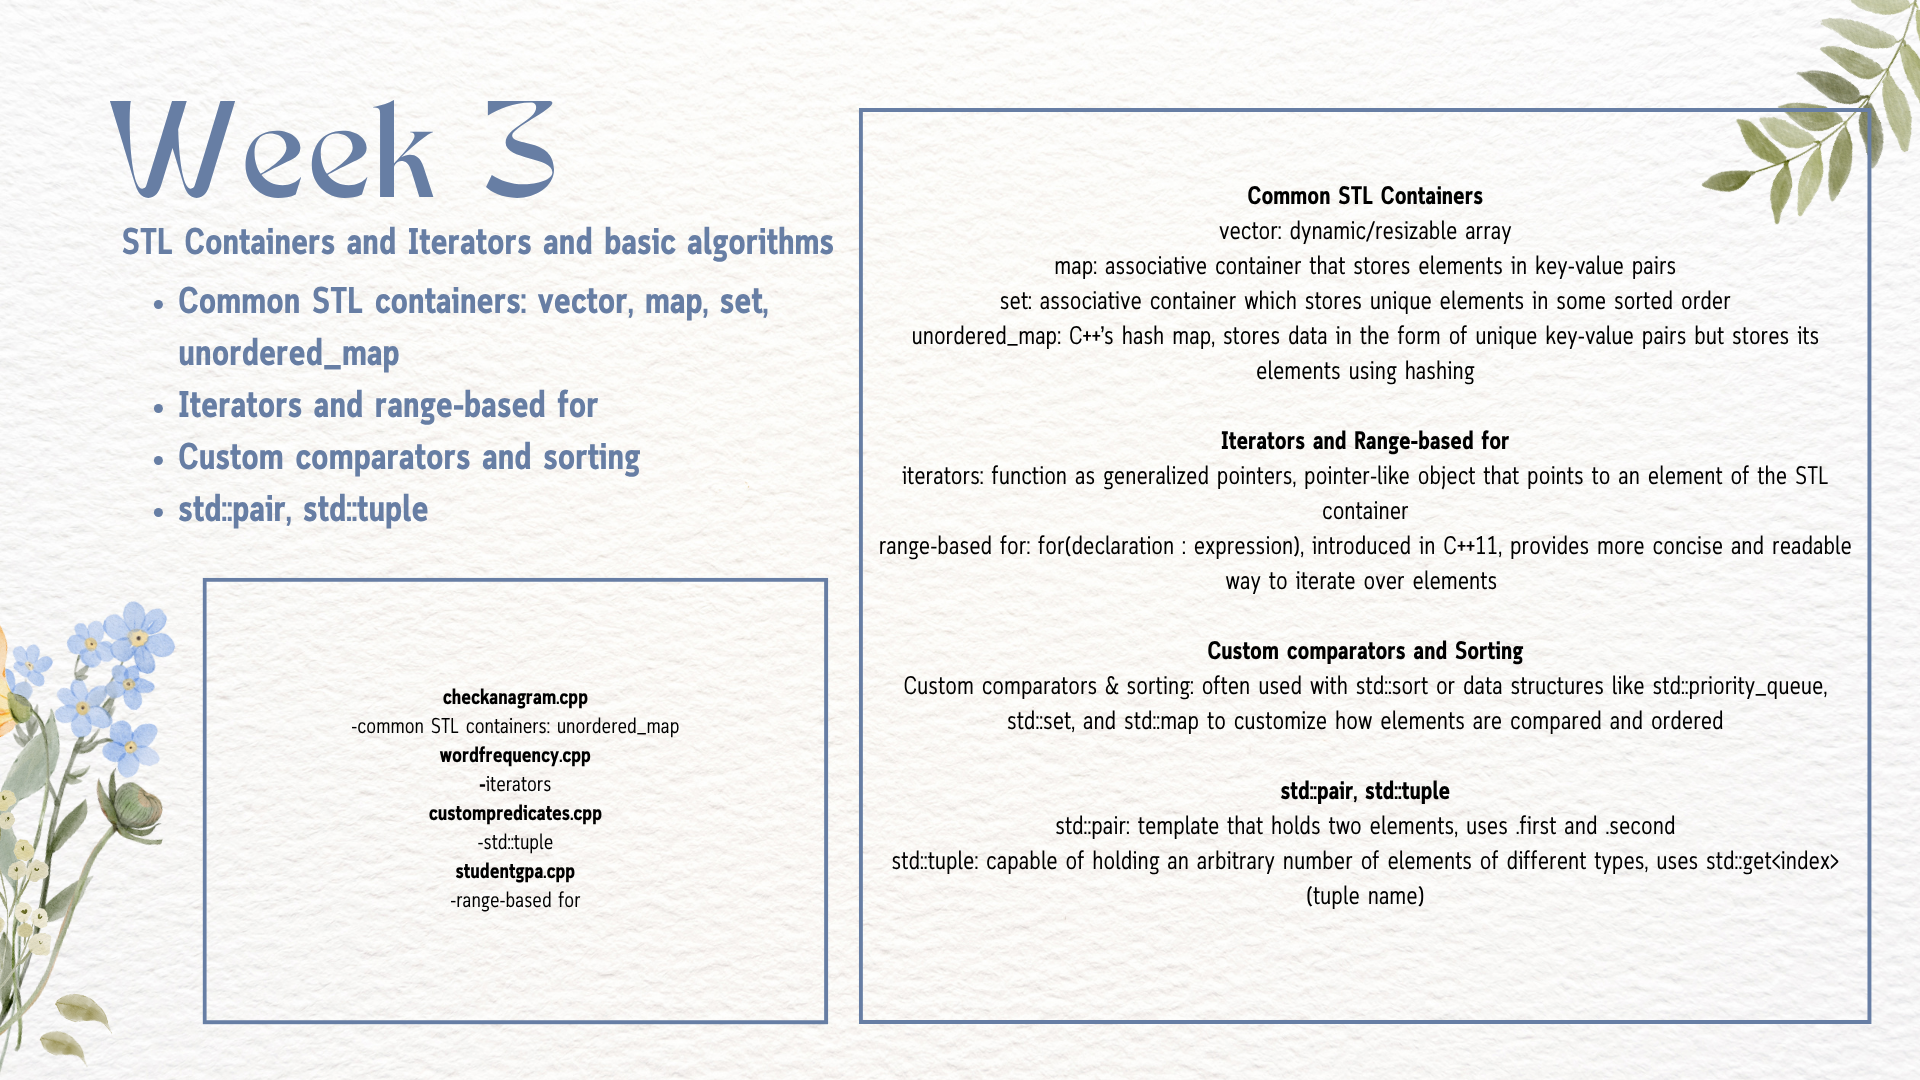 Week 3
STL Containers and Iterators and basic algorithms
• Common STL containers: vector, map, set,
unordered_map
• Iterators and range-based for
• Custom comparators and sorting
• std::pair, std::tuple
checkanagram.cpp
-common STL containers: unordered_map
wordfrequency.cpp
-iterators
custompredicates.cpp
-std::tuple
studentgpa.cpp
-range-based for
Common STL Containers
vector: dynamic/resizable array
map: associative container that stores elements in key-value pairs
set: associative container which stores unique elements in some sorted order
unordered_map: C++’s hash map, stores data in the form of unique key-value pairs but stores its
elements using hashing
Iterators and Range-based for
iterators: function as generalized pointers, pointer-like object that points to an element of the STL
container
range-based for: for(declaration : expression), introduced in C++11, provides more concise and readable
way to iterate over elements
Custom comparators and Sorting
Custom comparators & sorting: often used with std::sort or data structures like std::priority_queue,
std::set, and std::map to customize how elements are compared and ordered
std::pair, std::tuple
std::pair: template that holds two elements, uses .first and .second
std::tuple: capable of holding an arbitrary number of elements of different types, uses std::get<index>
(tuple name)